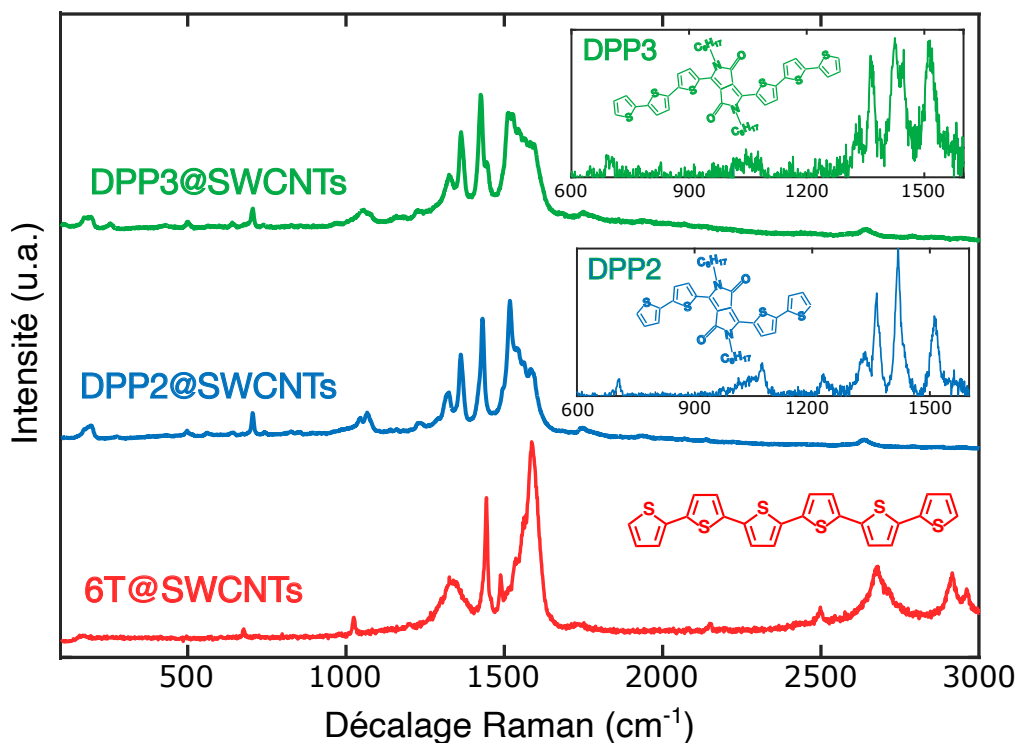 DPP3
C₈H₁₇
N
O
S
S
S
S
S
S
O
N
C₈H₁₇
600 900 1200 1500
DPP3@SWCNTs
DPP2
C₈H₁₇
N
O
S
S
S
S
O
N
C₈H₁₇
600 900 1200 1500
DPP2@SWCNTs
S
S
S
S
S
S
6T@SWCNTs
Intensité (u.a.)
500 1000 1500 2000 2500 3000
Décalage Raman (cm⁻¹)